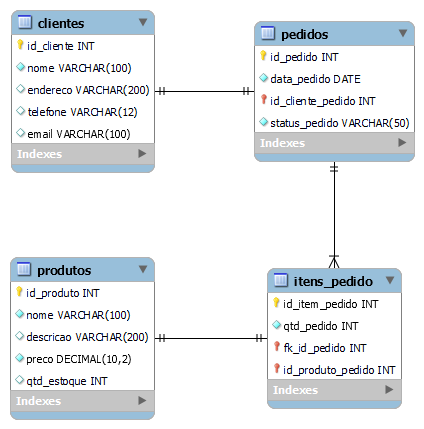 clientes
id_cliente INT
nome VARCHAR(100)
endereco VARCHAR(200)
telefone VARCHAR(12)
email VARCHAR(100)
Indexes
pedidos
id_pedido INT
data_pedido DATE
id_cliente_pedido INT
status_pedido VARCHAR(50)
Indexes
produtos
id_produto INT
nome VARCHAR(100)
descricao VARCHAR(200)
preco DECIMAL(10,2)
qtd_estoque INT
Indexes
itens_pedido
id_item_pedido INT
qtd_pedido INT
fk_id_pedido INT
id_produto_pedido INT
Indexes